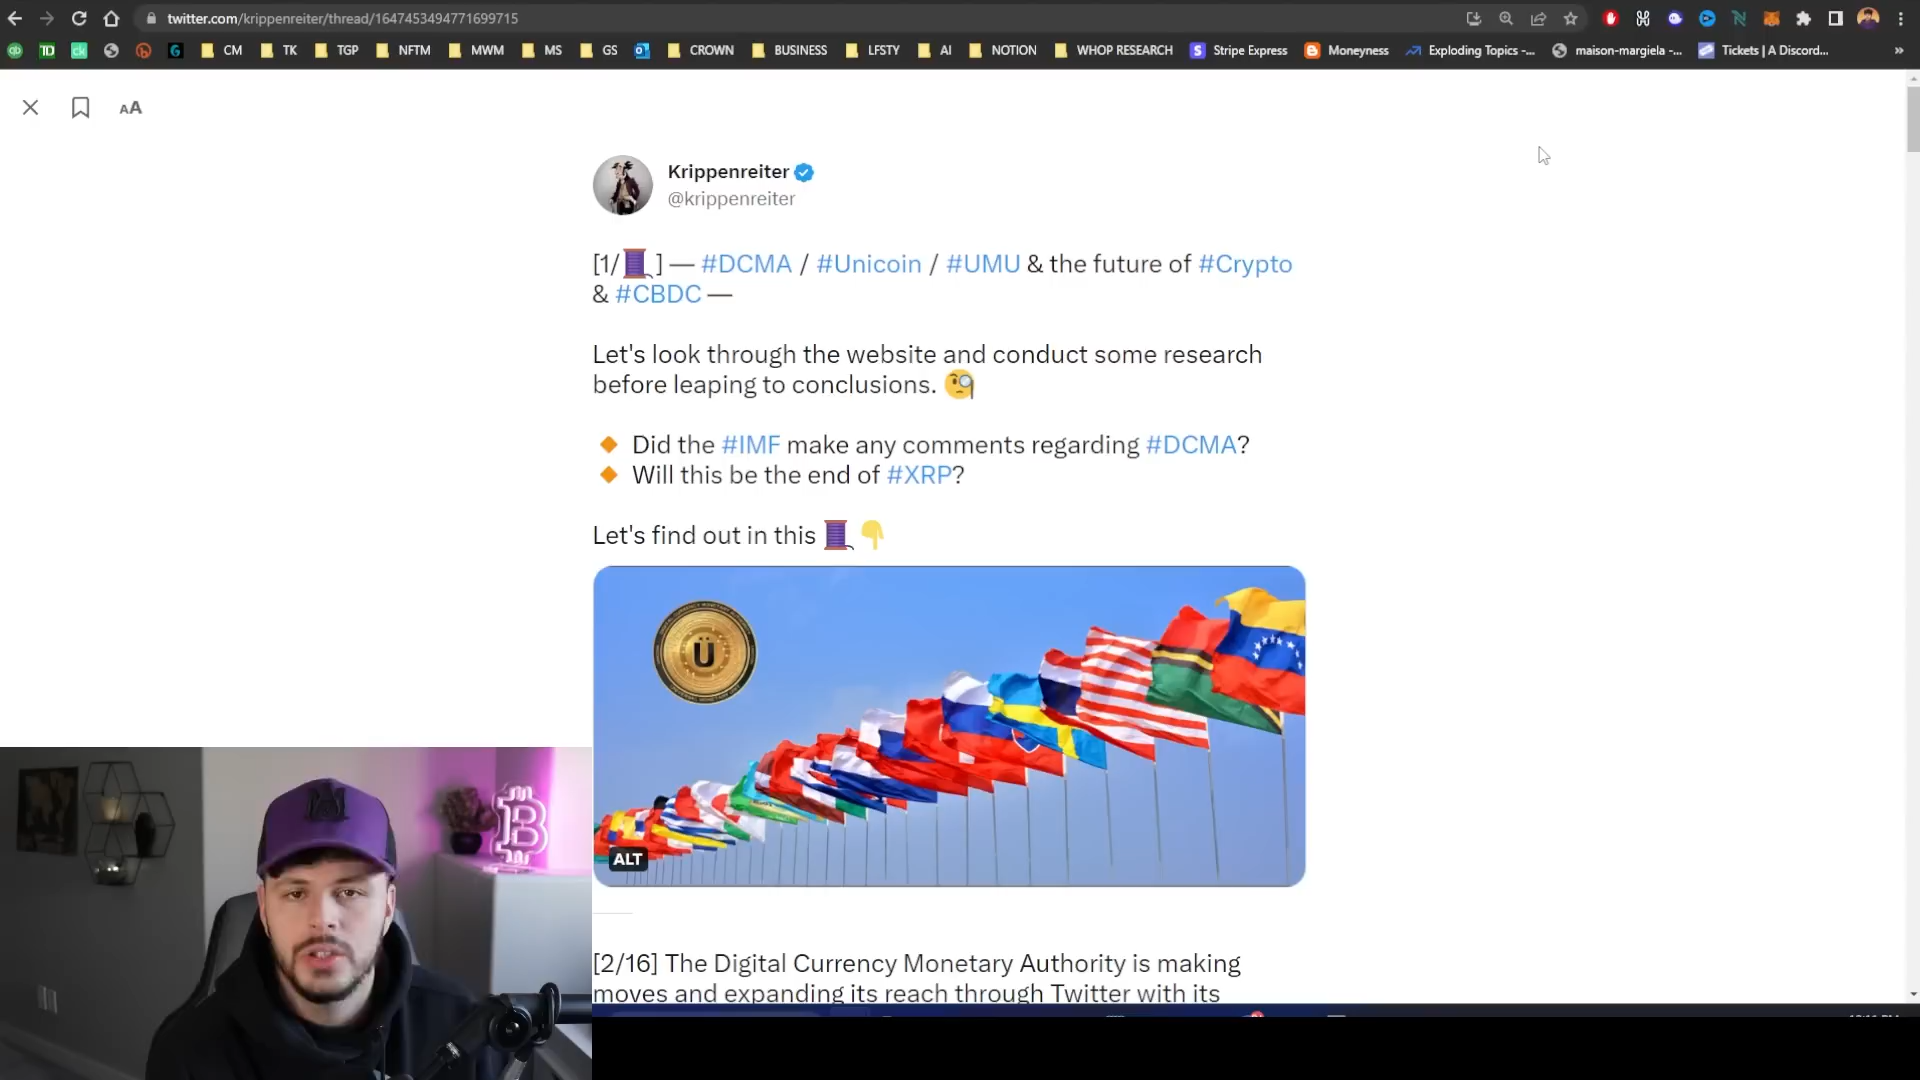 twitter.com/krippenreiter/thread/1647453494771699715
CM TK TGP NFTM MWM MS GS CROWN BUSINESS LFSTY AI NOTION WHOP RESEARCH Stripe Express Moneyness Exploding Topics -... maison-margiela -... Tickets | A Discord... »
AA
Krippenreiter
@krippenreiter
[1/🧵] — #DCMA / #Unicoin / #UMU & the future of #Crypto
& #CBDC —
Let's look through the website and conduct some research
before leaping to conclusions. 🧐
🔸 Did the #IMF make any comments regarding #DCMA?
🔸 Will this be the end of #XRP?
Let's find out in this 🧵👇
Ü
ALT
[2/16] The Digital Currency Monetary Authority is making
moves and expanding its reach through Twitter with its